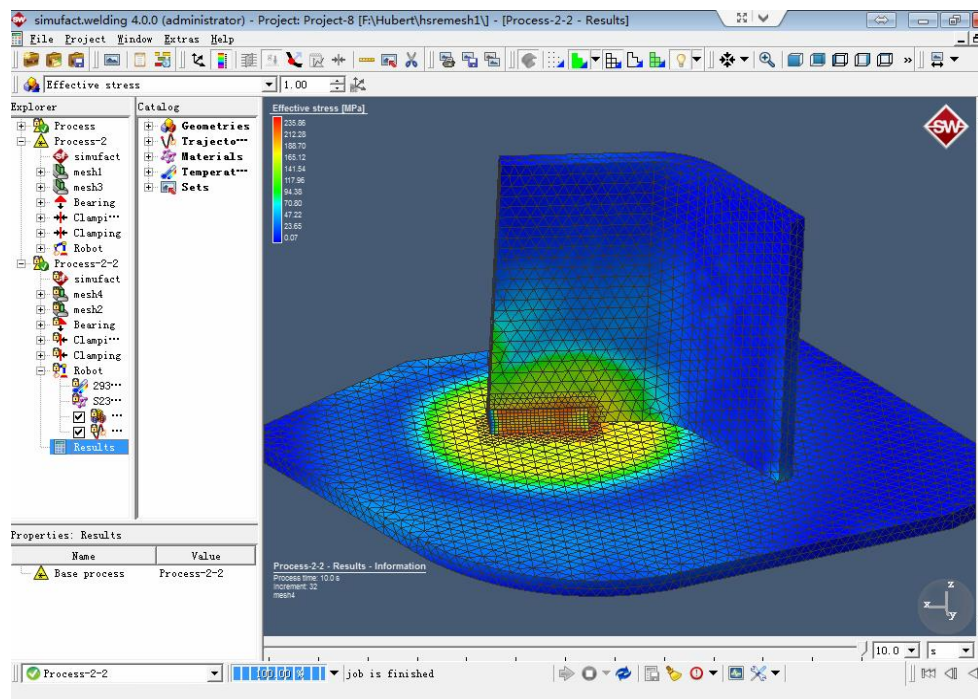 simufact.welding 4.0.0 (administrator) - Project: Project-8 [F:\Hubert\hsremesh1\] - [Process-2-2 - Results]
File Project Window Extras Help
Effective stress 1.00
Explorer
Process
Process-2
simufact
mesh1
mesh3
Bearing
Clampi···
Clamping
Robot
Process-2-2
simufact
mesh4
mesh2
Bearing
Clampi···
Clamping
Robot
293···
S23···
···
···
Results
Catalog
Geometries
Trajecto···
Materials
Temperat···
Sets
Effective stress [MPa]
235.86
212.28
188.70
165.12
141.54
117.96
94.38
70.80
47.22
23.65
0.07
SW
Properties: Results
Name Value
Base process Process-2-2
Process-2-2 - Results - Information
Process time: 10.0 s
Increment: 32
mesh4
z
x
y
10.0 s
Process-2-2 100.00 % job is finished